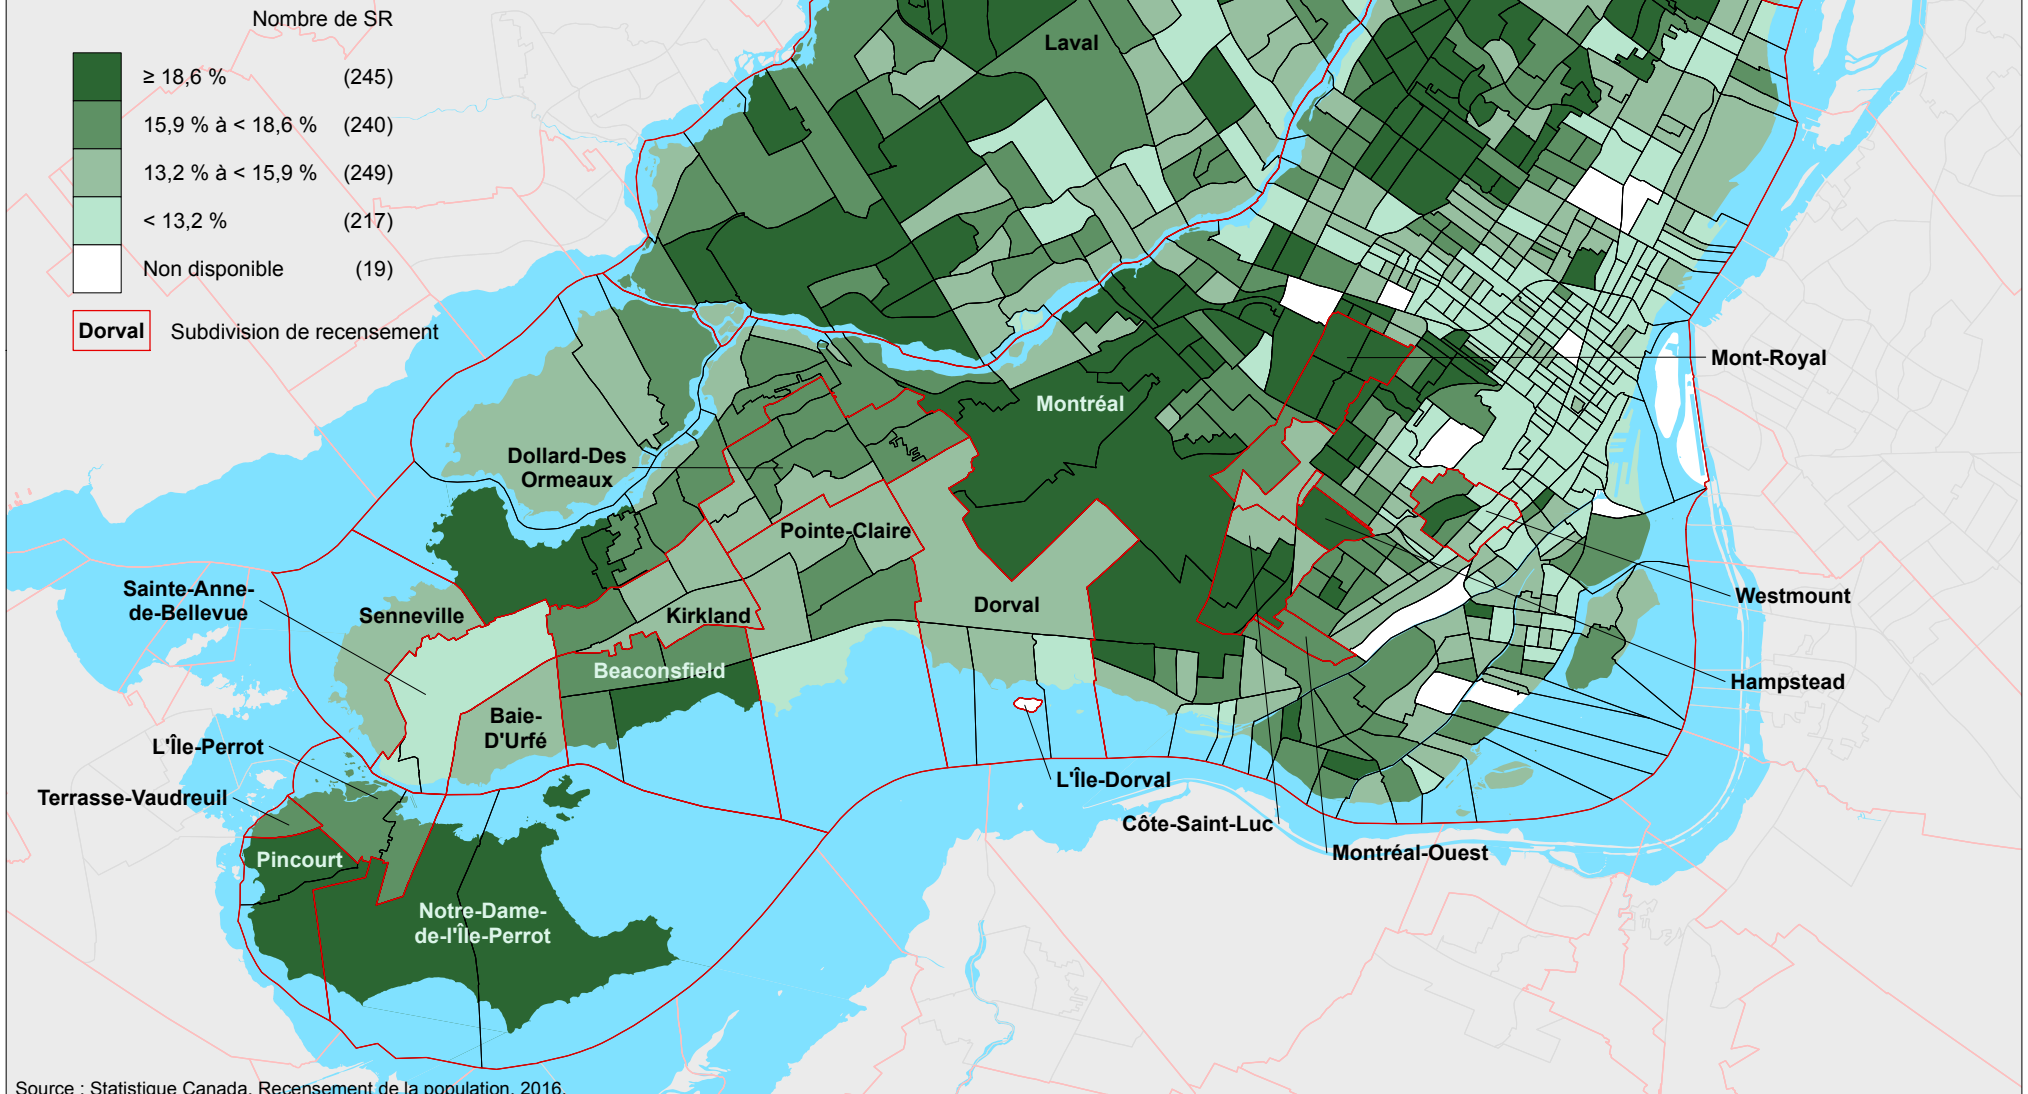 Nombre de SR
≥ 18,6 % (245)
15,9 % à < 18,6 % (240)
13,2 % à < 15,9 % (249)
< 13,2 % (217)
Non disponible (19)
Dorval Subdivision de recensement
Laval
Mont-Royal
Montréal
Dollard-Des
Ormeaux
Pointe-Claire
Sainte-Anne-
de-Bellevue
Senneville
Kirkland
Dorval
Westmount
Beaconsfield
Hampstead
Baie-
D'Urfé
L'Île-Perrot
L'Île-Dorval
Terrasse-Vaudreuil
Côte-Saint-Luc
Montréal-Ouest
Pincourt
Notre-Dame-
de-l'Île-Perrot
Source : Statistique Canada, Recensement de la population, 2016.